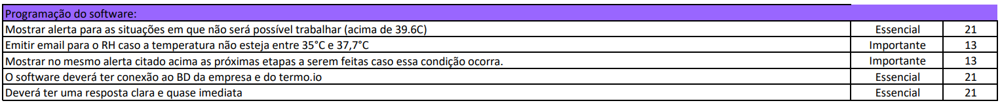 Programação do software:
Mostrar alerta para as situações em que não será possível trabalhar (acima de 39.6C) Essencial 21
Emitir email para o RH caso a temperatura não esteja entre 35°C e 37,7°C Importante 13
Mostrar no mesmo alerta citado acima as próximas etapas a serem feitas caso essa condição ocorra. Importante 13
O software deverá ter conexão ao BD da empresa e do termo.io Essencial 21
Deverá ter uma resposta clara e quase imediata Essencial 21